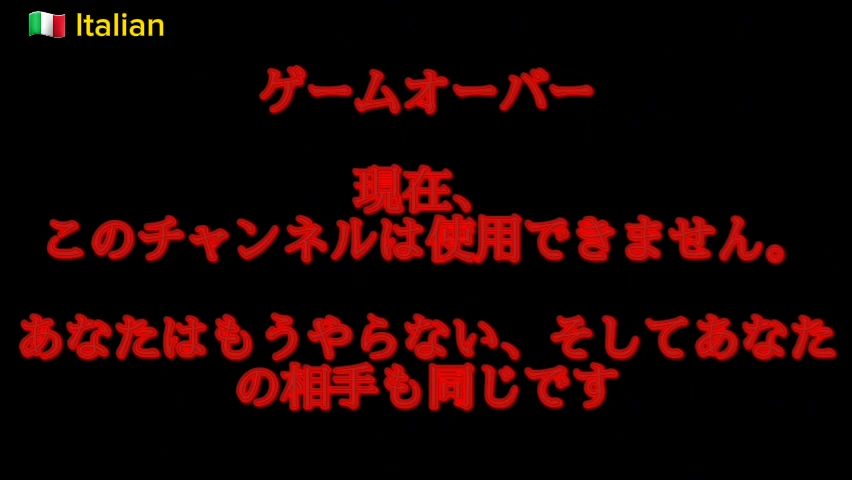 🇮🇹 Italian
ゲームオーバー
現在、
このチャンネルは使用できません。
あなたはもうやらない、そしてあなた
の相手も同じです